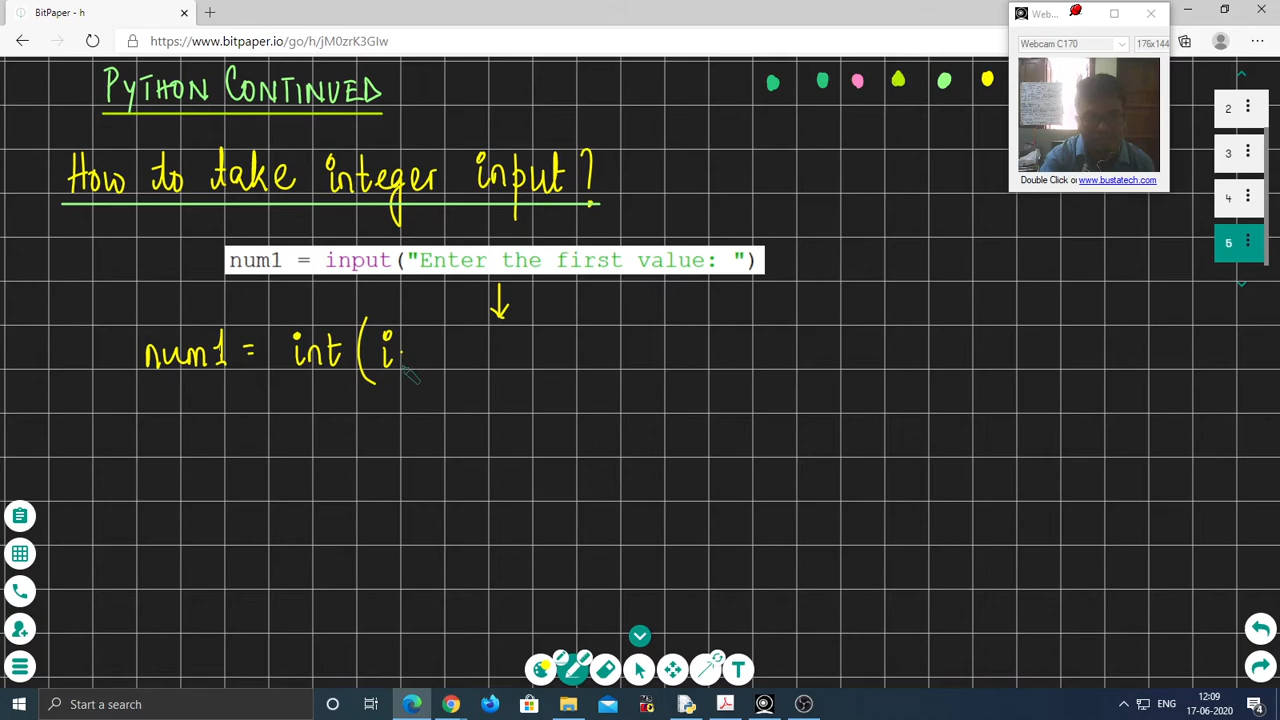 BitPaper - h
Web...
https://www.bitpaper.io/go/h/jM0zrK3GIw
Webcam C170
176x144
Double Click or www.bustatech.com
PYTHON CONTINUED
How to take integer input?
num1 = input("Enter the first value: ")
↓
num1 = int(i
2
3
4
5
T
Start a search
ENG
12:09
17-06-2020
4